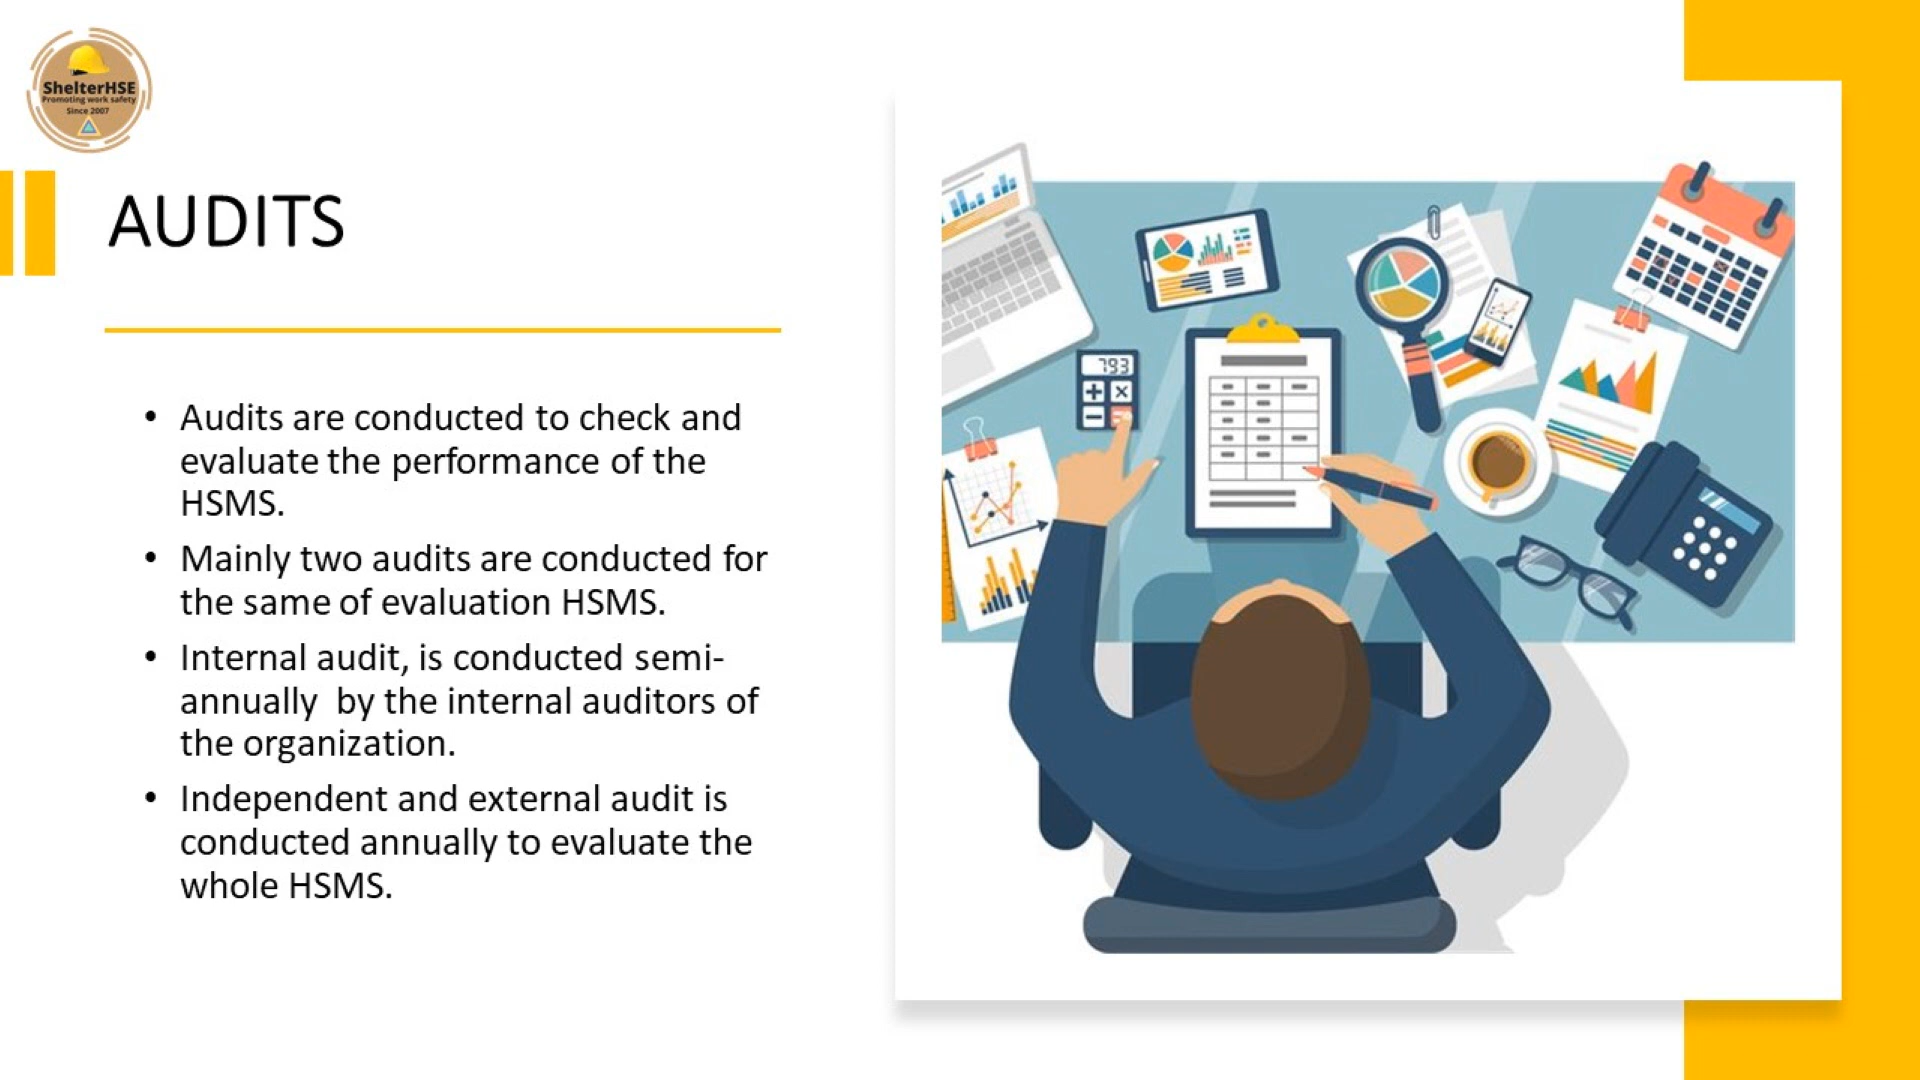 ShelterHSE
Promoting work safety
Since 2007
AUDITS
• Audits are conducted to check and
evaluate the performance of the
HSMS.
• Mainly two audits are conducted for
the same of evaluation HSMS.
• Internal audit, is conducted semi-
annually  by the internal auditors of
the organization.
• Independent and external audit is
conducted annually to evaluate the
whole HSMS.
793